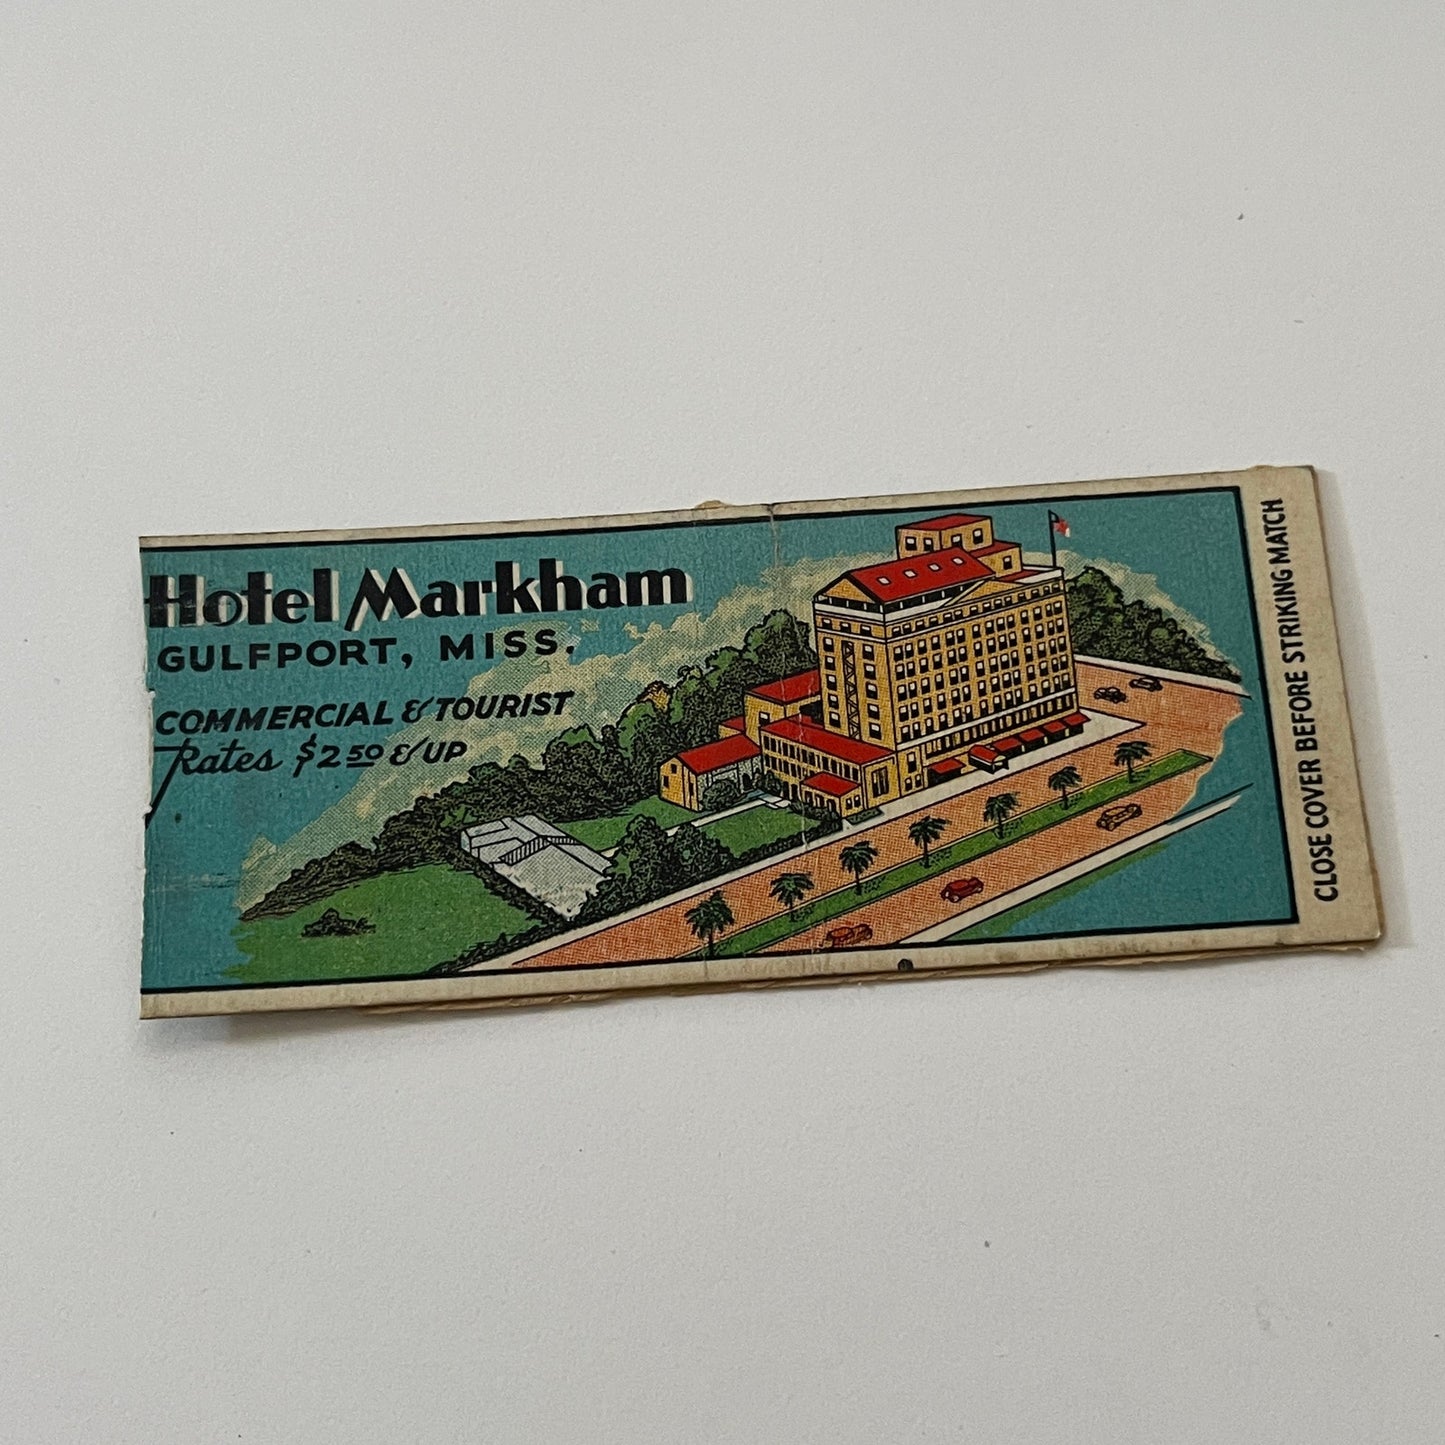 Hotel Markham
GULFPORT, MISS.
COMMERCIAL & TOURIST
Rates $2.50 & UP
CLOSE COVER BEFORE STRIKING MATCH